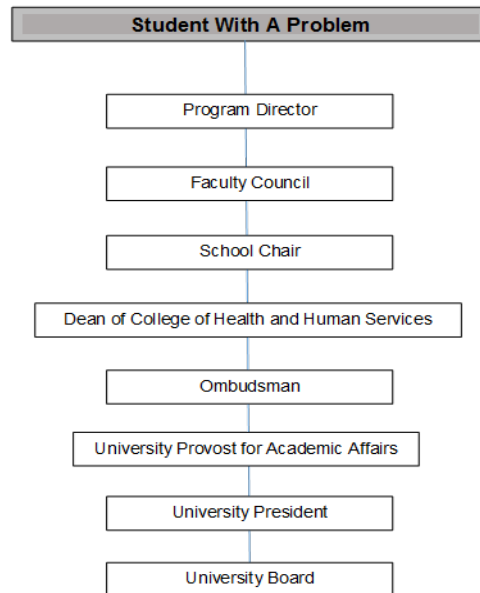 Student With A Problem
Program Director
Faculty Council
School Chair
Dean of College of Health and Human Services
Ombudsman
University Provost for Academic Affairs
University President
University Board